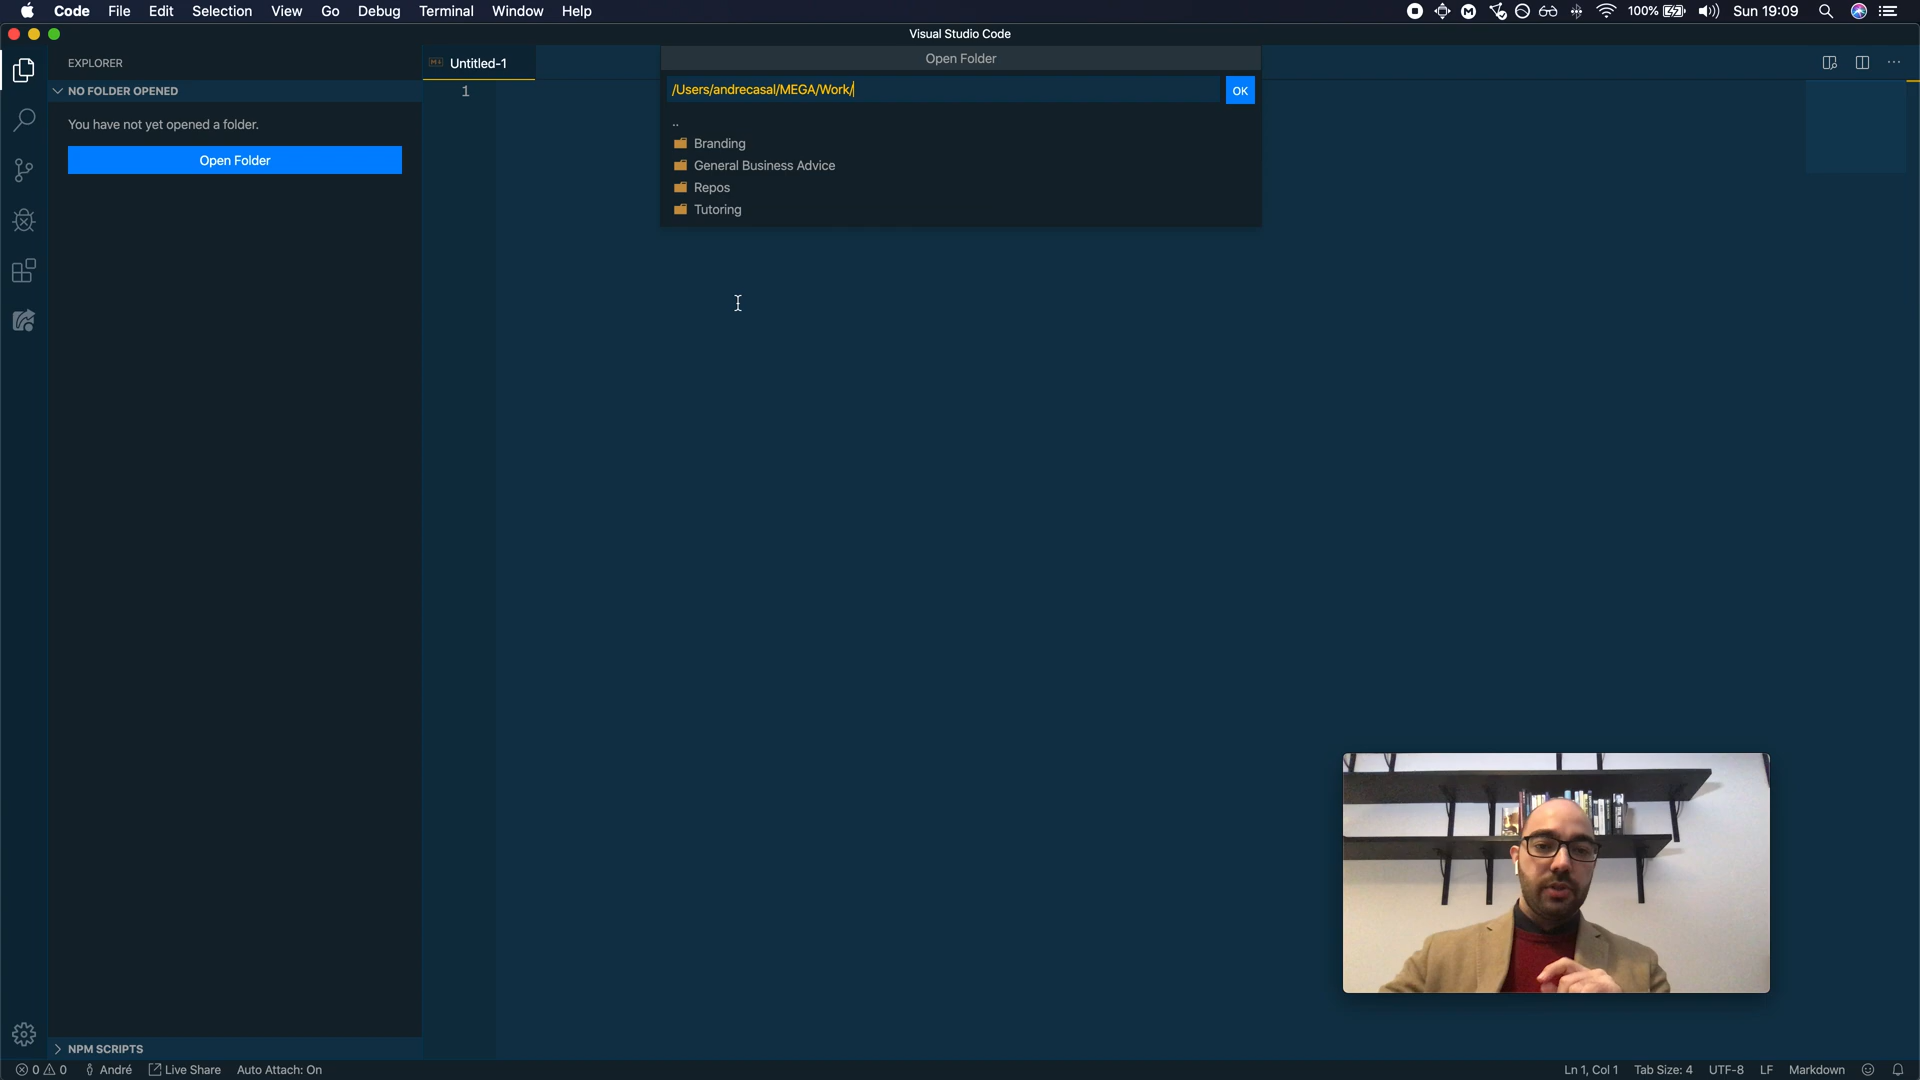 Code File Edit Selection View Go Debug Terminal Window Help
100% Sun 19:09
Visual Studio Code
EXPLORER
NO FOLDER OPENED
You have not yet opened a folder.
Open Folder
Untitled-1
1
Open Folder
/Users/andrecasal/MEGA/Work/
OK
..
Branding
General Business Advice
Repos
Tutoring
NPM SCRIPTS
0 0 André Live Share Auto Attach: On
Ln 1, Col 1 Tab Size: 4 UTF-8 LF Markdown